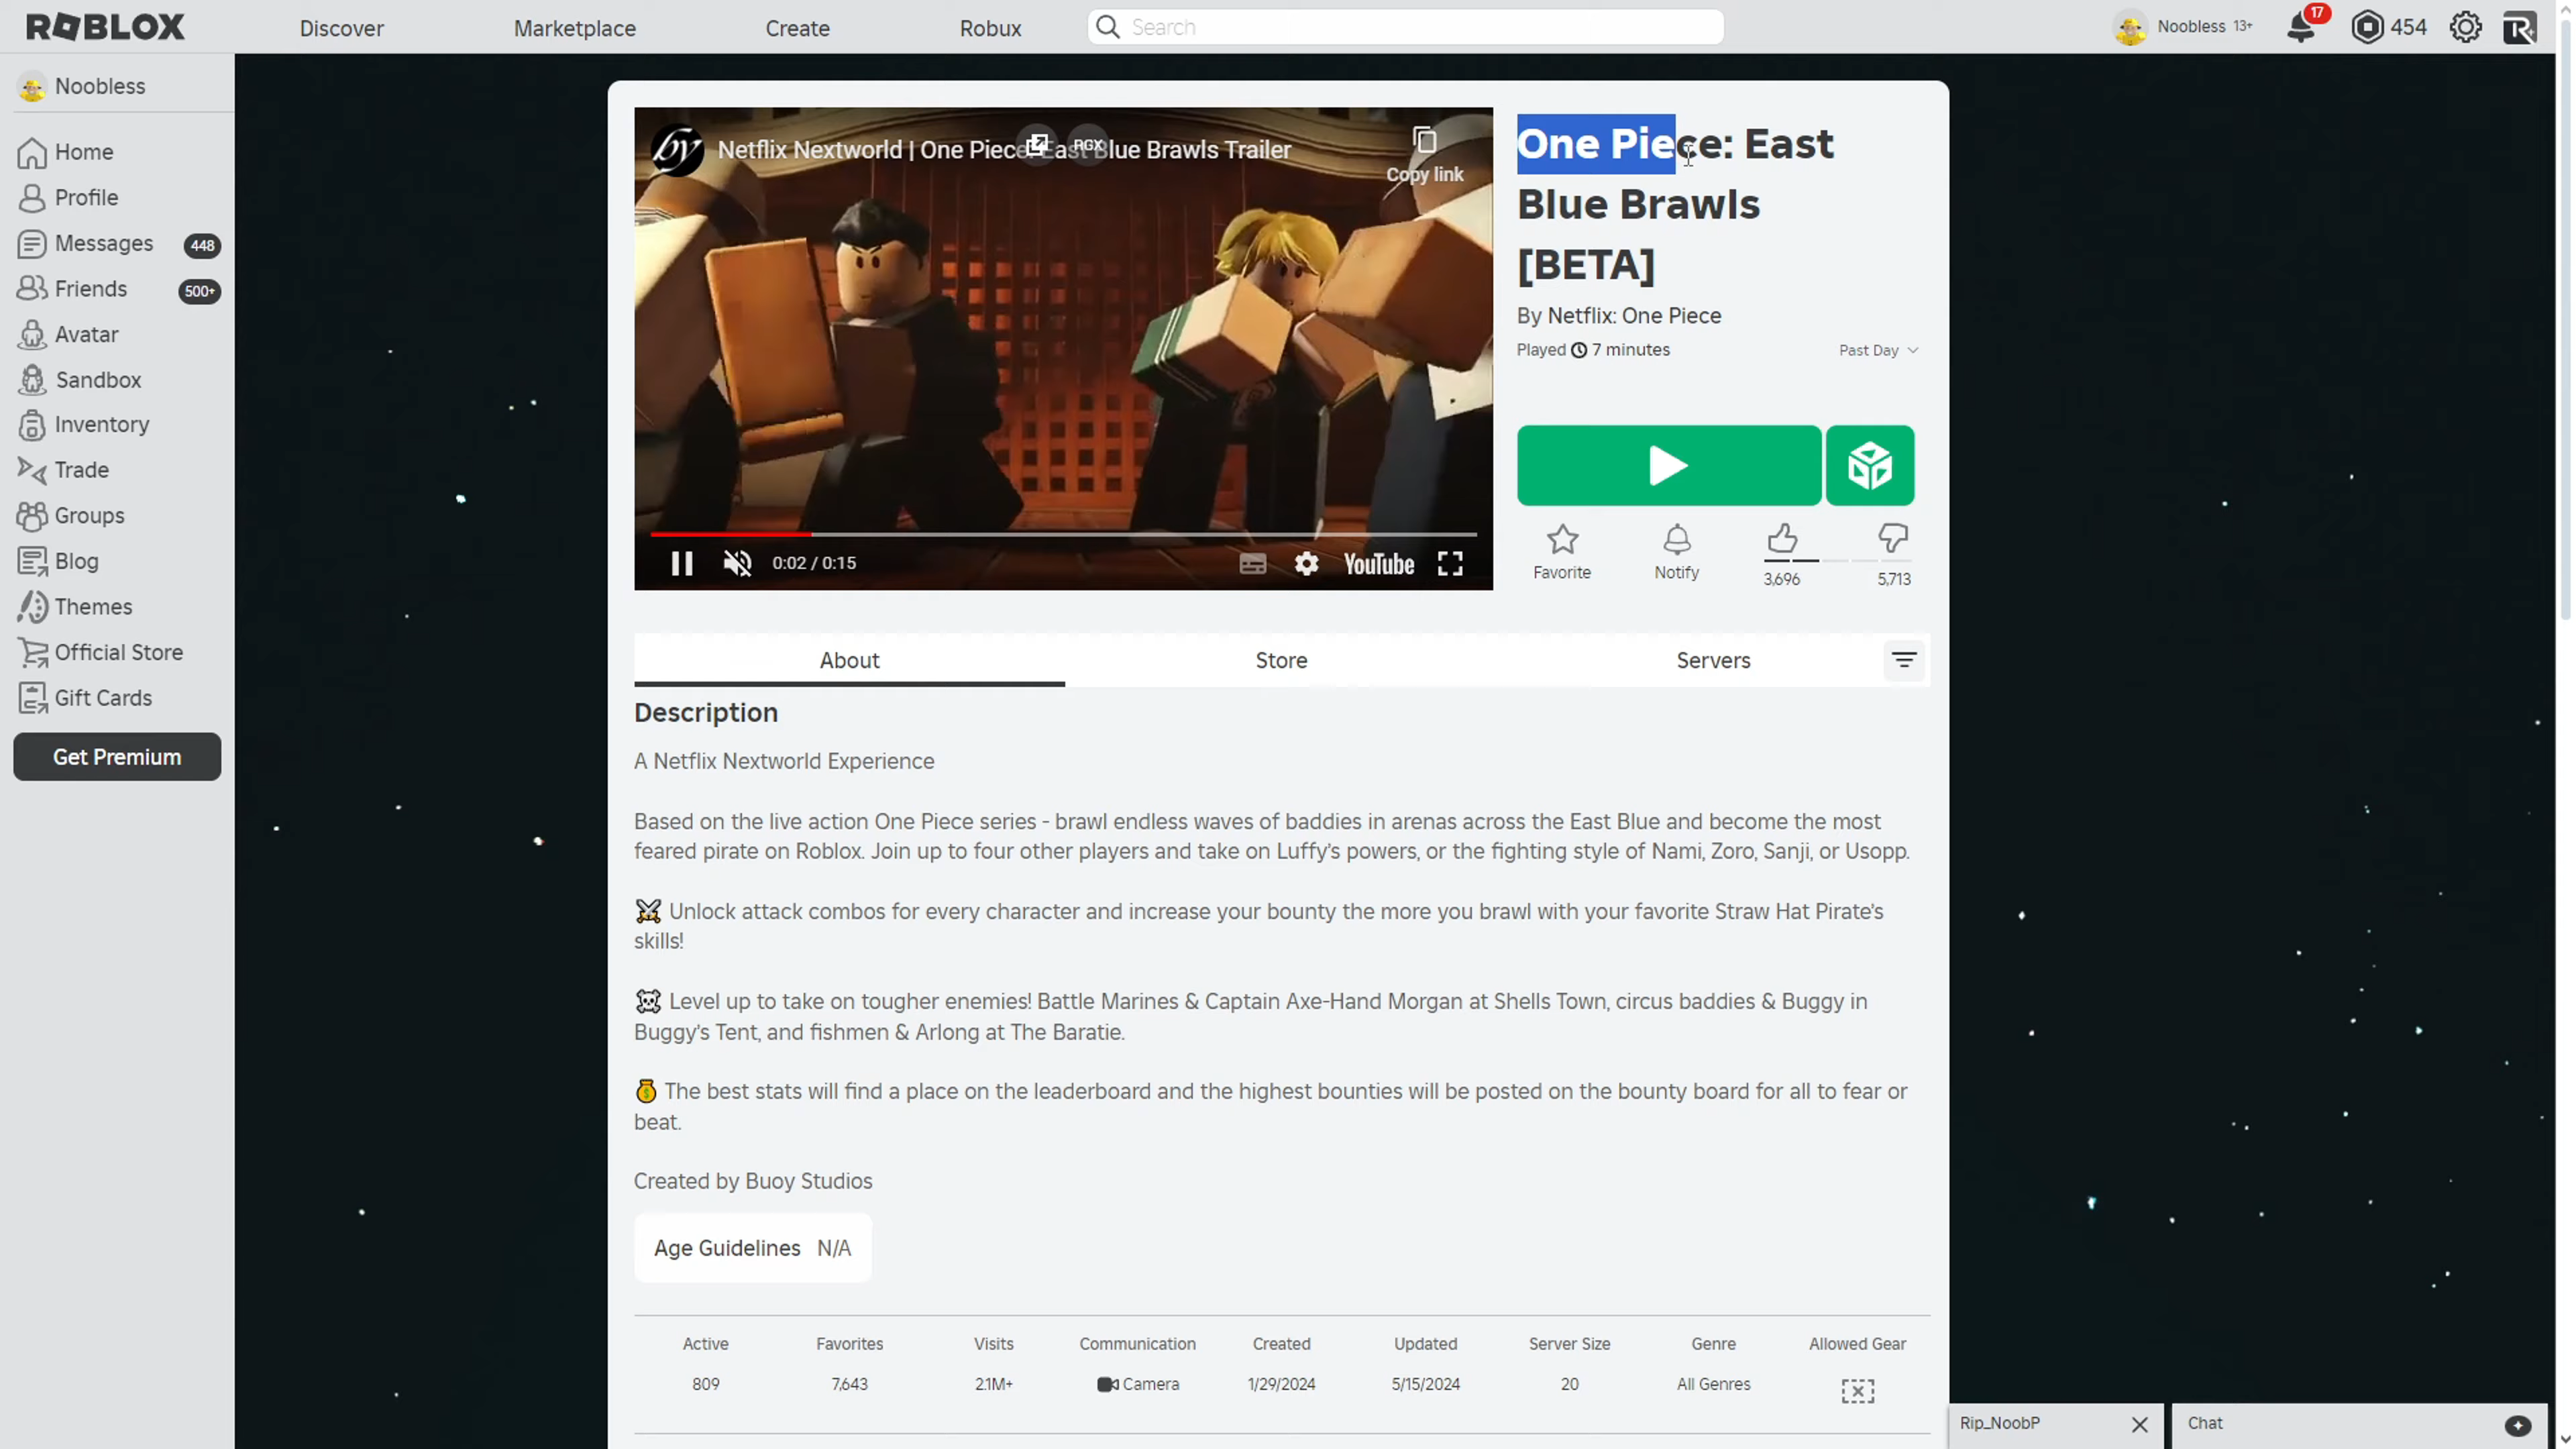 ROBLOX
Discover
Marketplace
Create
Robux
Search
Noobless 13+
17
454
Noobless
Home
Profile
Messages
448
Friends
500+
Avatar
Sandbox
Inventory
Trade
Groups
Blog
Themes
Official Store
Gift Cards
Get Premium
by
Netflix Nextworld | One Piece: East Blue Brawls Trailer
RGX
Copy link
0:02 / 0:15
YouTube
One Piece: East
Blue Brawls
[BETA]
By Netflix: One Piece
Played 7 minutes
Past Day
Favorite
Notify
3,696
5,713
About
Store
Servers
Description
A Netflix Nextworld Experience
Based on the live action One Piece series - brawl endless waves of baddies in arenas across the East Blue and become the most
feared pirate on Roblox. Join up to four other players and take on Luffy's powers, or the fighting style of Nami, Zoro, Sanji, or Usopp.
⚔️ Unlock attack combos for every character and increase your bounty the more you brawl with your favorite Straw Hat Pirate's
skills!
☠️ Level up to take on tougher enemies! Battle Marines & Captain Axe-Hand Morgan at Shells Town, circus baddies & Buggy in
Buggy's Tent, and fishmen & Arlong at The Baratie.
💰 The best stats will find a place on the leaderboard and the highest bounties will be posted on the bounty board for all to fear or
beat.
Created by Buoy Studios
Age Guidelines N/A
Active Favorites Visits Communication Created Updated Server Size Genre Allowed Gear
809 7,643 2.1M+ Camera 1/29/2024 5/15/2024 20 All Genres
Rip_NoobP
Chat